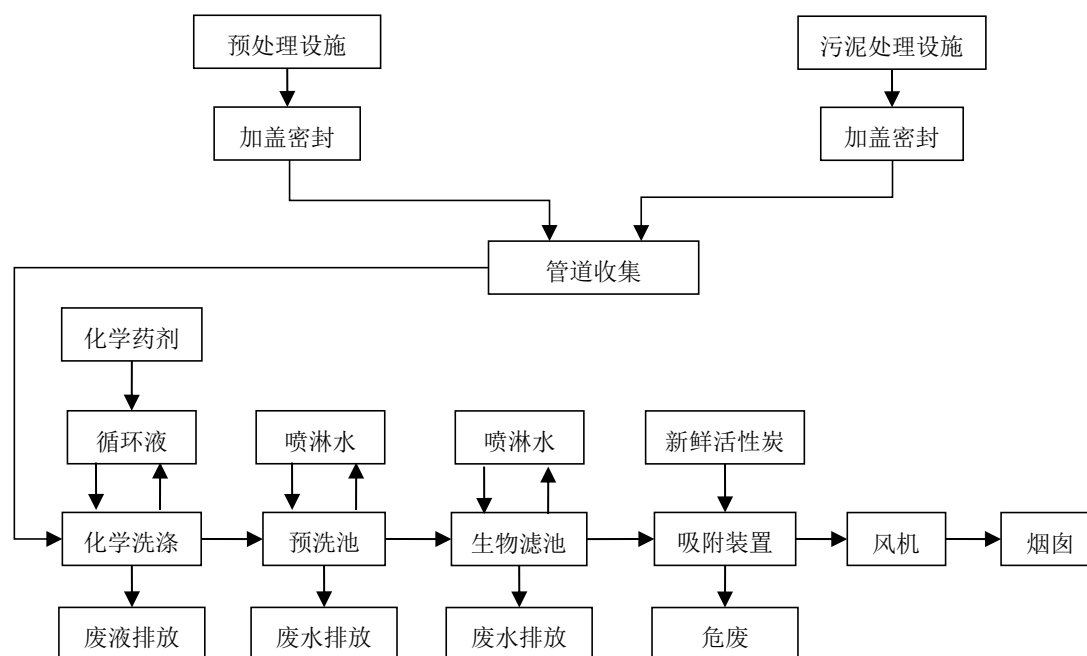 预处理设施
污泥处理设施
加盖密封
加盖密封
管道收集
化学药剂
循环液
喷淋水
喷淋水
新鲜活性炭
化学洗涤
预洗池
生物滤池
吸附装置
风机
烟囱
废液排放
废水排放
废水排放
危废